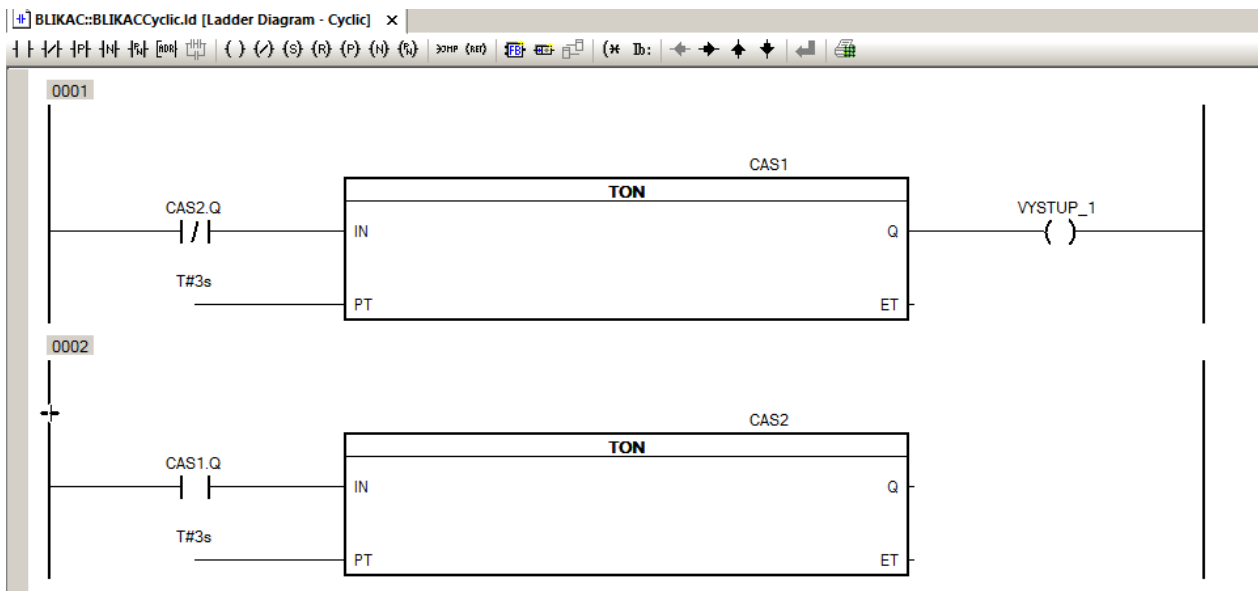 BLIKAC::BLIKACCyclic.ld [Ladder Diagram - Cyclic]
0001
CAS1
TON
CAS2.Q
VYSTUP_1
IN
Q
T#3s
PT
ET
0002
CAS2
TON
CAS1.Q
IN
Q
T#3s
PT
ET